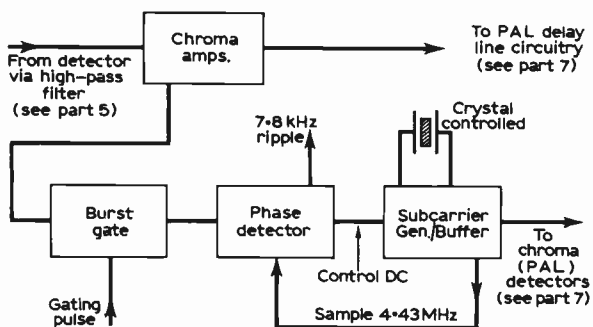 From detector
via high-pass
filter
(see part 5)
Chroma
amps.
To PAL delay
line circuitry
(see part 7)
7·8 kHz
ripple
Crystal
controlled
Burst
gate
Phase
detector
Subcarrier
Gen./Buffer
Control DC
To
chroma
(PAL)
detectors
(see part 7)
Gating
pulse
Sample 4·43MHz